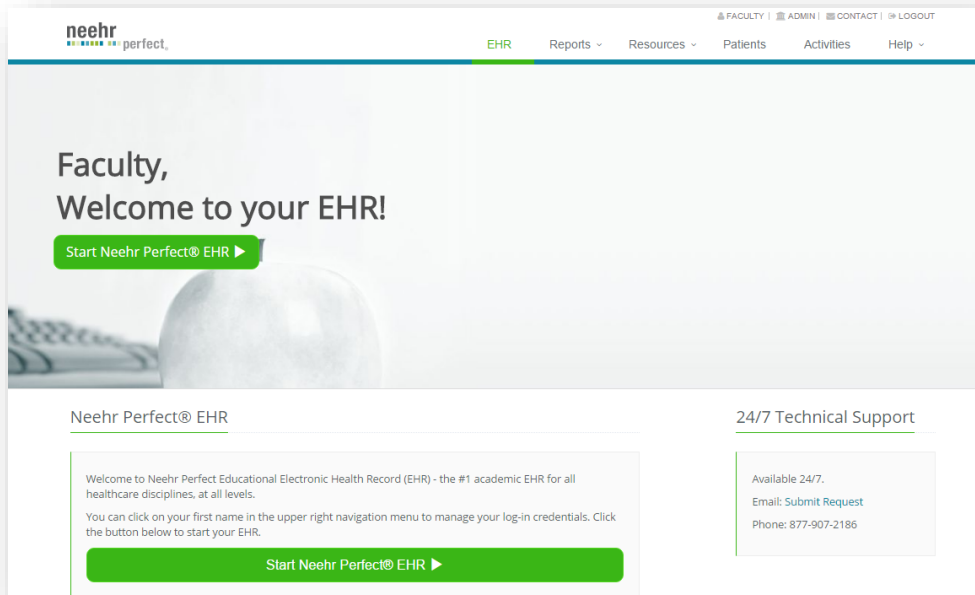 FACULTY | ADMIN | CONTACT | LOGOUT
neehr
perfect
EHR Reports Resources Patients Activities Help
Faculty,
Welcome to your EHR!
Start Neehr Perfect® EHR
Neehr Perfect® EHR
Welcome to Neehr Perfect Educational Electronic Health Record (EHR) - the #1 academic EHR for all
healthcare disciplines, at all levels.
You can click on your first name in the upper right navigation menu to manage your log-in credentials. Click
the button below to start your EHR.
Start Neehr Perfect® EHR
24/7 Technical Support
Available 24/7.
Email: Submit Request
Phone: 877-907-2186